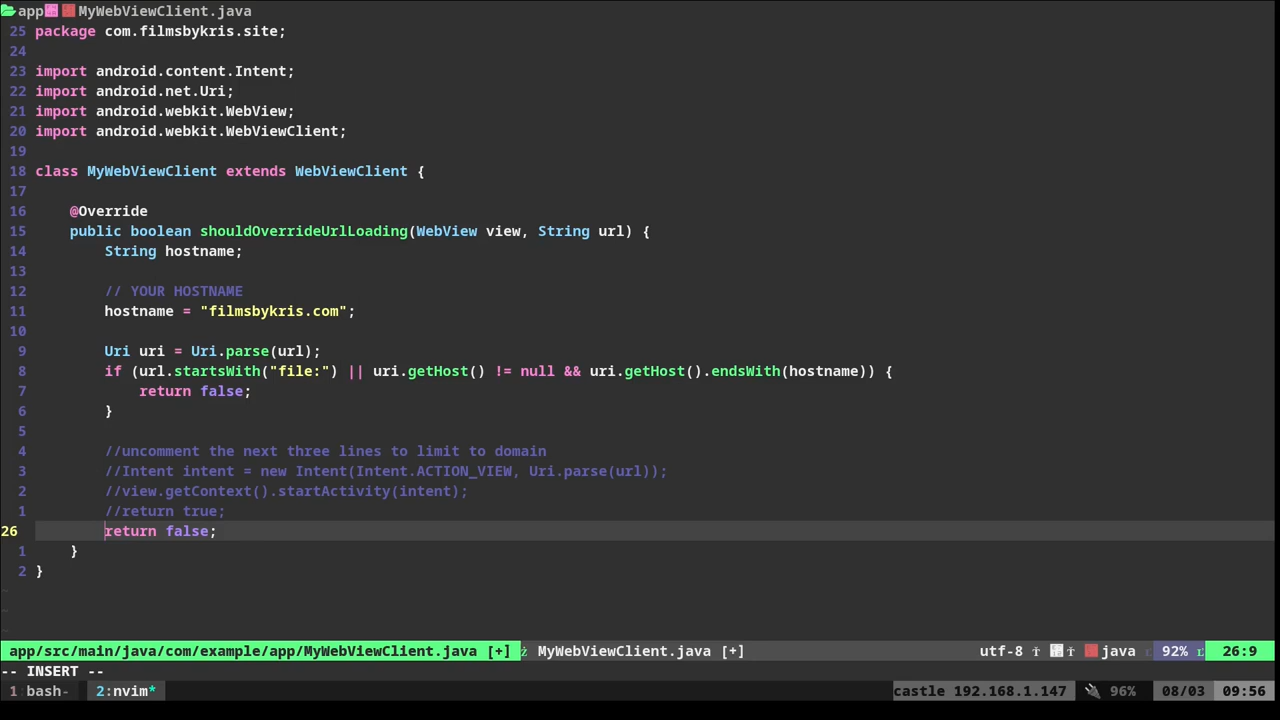 app MyWebViewClient.java
25 package com.filmsbykris.site;
24
23 import android.content.Intent;
22 import android.net.Uri;
21 import android.webkit.WebView;
20 import android.webkit.WebViewClient;
19
18 class MyWebViewClient extends WebViewClient {
17
16     @Override
15     public boolean shouldOverrideUrlLoading(WebView view, String url) {
14         String hostname;
13
12         // YOUR HOSTNAME
11         hostname = "filmsbykris.com";
10
9         Uri uri = Uri.parse(url);
8         if (url.startsWith("file:") || uri.getHost() != null && uri.getHost().endsWith(hostname)) {
7             return false;
6         }
5
4         //uncomment the next three lines to limit to domain
3         //Intent intent = new Intent(Intent.ACTION_VIEW, Uri.parse(url));
2         //view.getContext().startActivity(intent);
1         //return true;
26         return false;
1     }
2 }
~
~
~
app/src/main/java/com/example/app/MyWebViewClient.java [+] MyWebViewClient.java [+] utf-8 java 92% 26:9
-- INSERT --
1 bash- 2:nvim* castle 192.168.1.147 96% 08/03 09:56